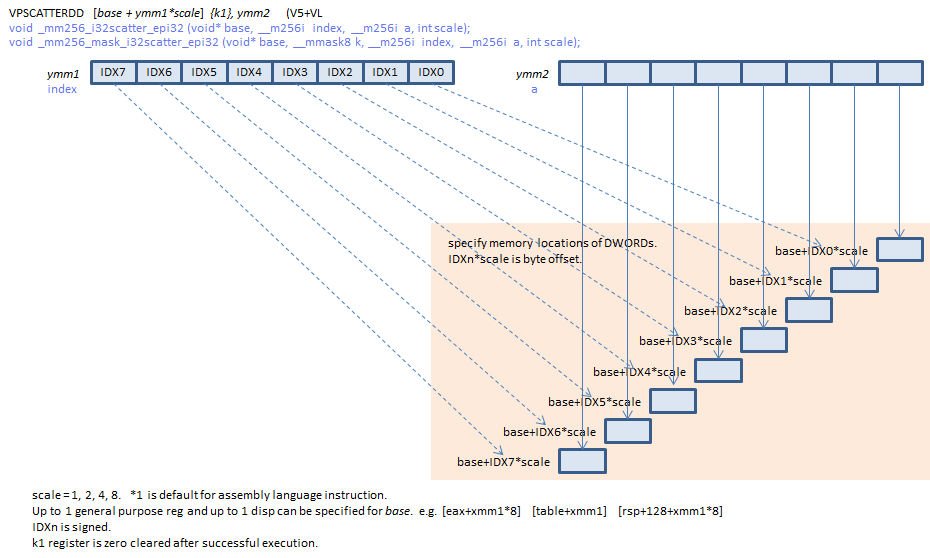 VPSCATTERDD [base + ymm1*scale] {k1}, ymm2 (V5+VL
void _mm256_i32scatter_epi32 (void* base, __m256i index, __m256i a, int scale);
void _mm256_mask_i32scatter_epi32 (void* base, __mmask8 k, __m256i index, __m256i a, int scale);
ymm1 IDX7 IDX6 IDX5 IDX4 IDX3 IDX2 IDX1 IDX0 ymm2
index a
specify memory locations of DWORDs.
base+IDX0*scale
IDXn*scale is byte offset.
base+IDX1*scale
base+IDX2*scale
base+IDX3*scale
base+IDX4*scale
base+IDX5*scale
base+IDX6*scale
base+IDX7*scale
scale = 1, 2, 4, 8. *1 is default for assembly language instruction.
Up to 1 general purpose reg and up to 1 disp can be specified for base. e.g. [eax+xmm1*8] [table+xmm1] [rsp+128+xmm1*8]
IDXn is signed.
k1 register is zero cleared after successful execution.